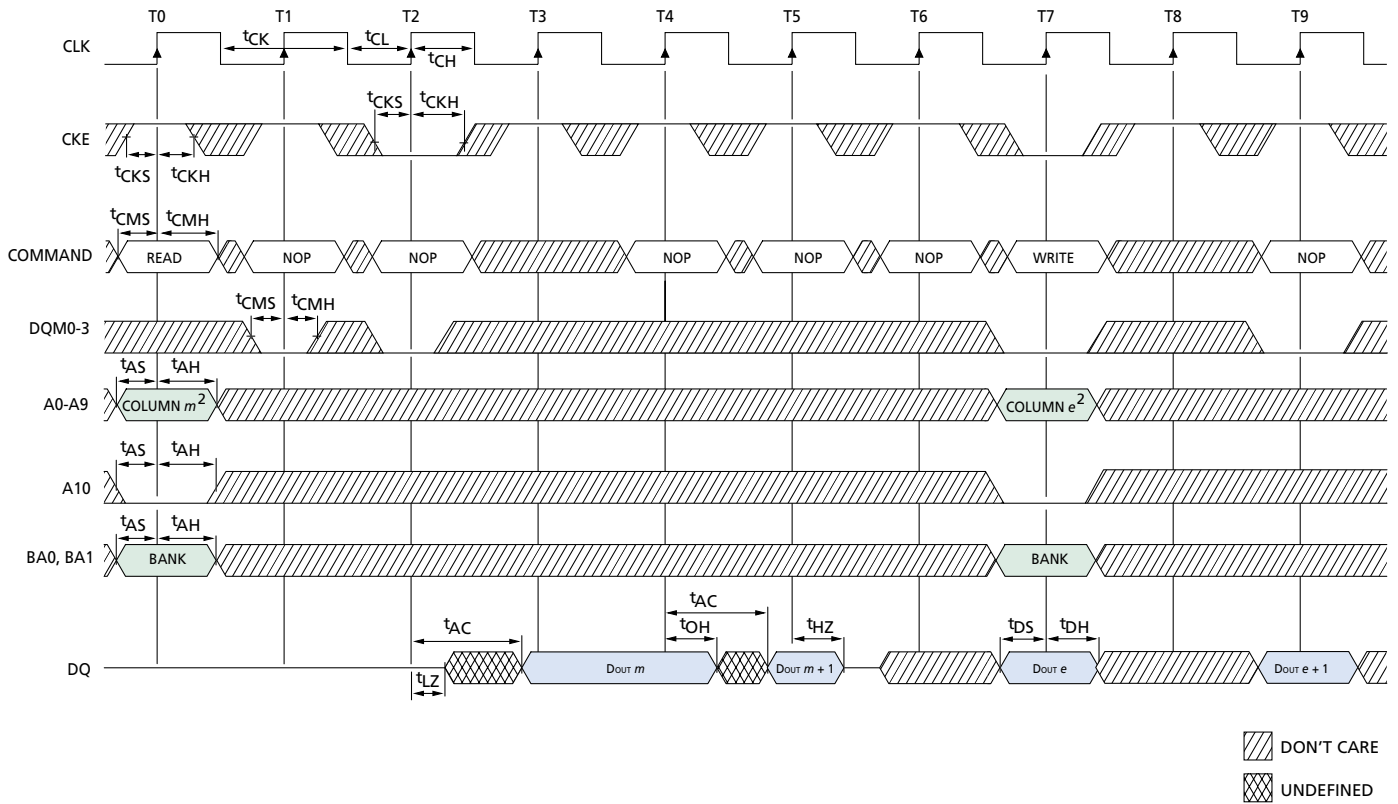 T0 T1 T2 T3 T4 T5 T6 T7 T8 T9
CLK tCK tCL tCH
tCKS tCKH
CKE
tCKS tCKH
tCMS tCMH
COMMAND READ NOP NOP NOP NOP NOP WRITE NOP
tCMS tCMH
DQM0-3
tAS tAH
A0-A9 COLUMN m2 COLUMN e2
tAS tAH
A10
tAS tAH
BA0, BA1 BANK BANK
tAC tAC tOH tHZ tDS tDH
DQ DOUT m DOUT m + 1 DOUT e DOUT e + 1
tLZ
DON'T CARE
UNDEFINED